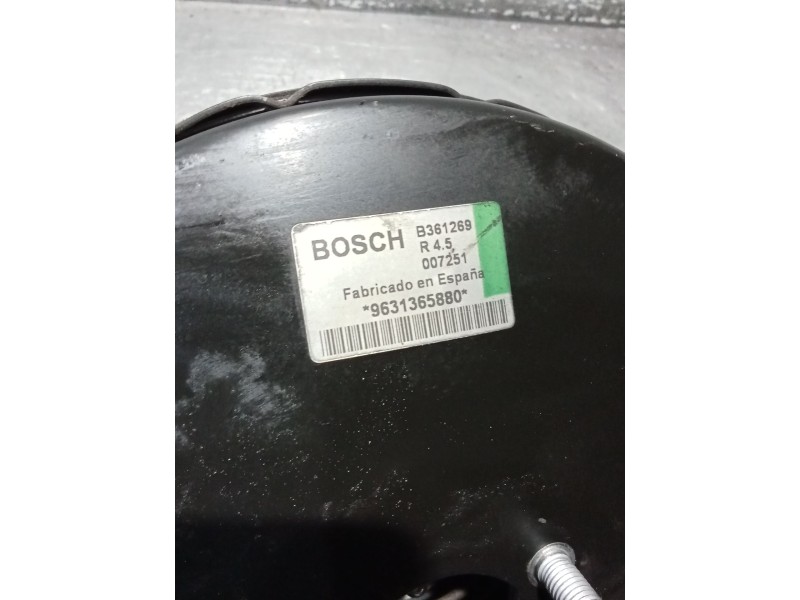 BOSCH B361269
R 4.5,
007251
Fabricado en España
*9631365880*